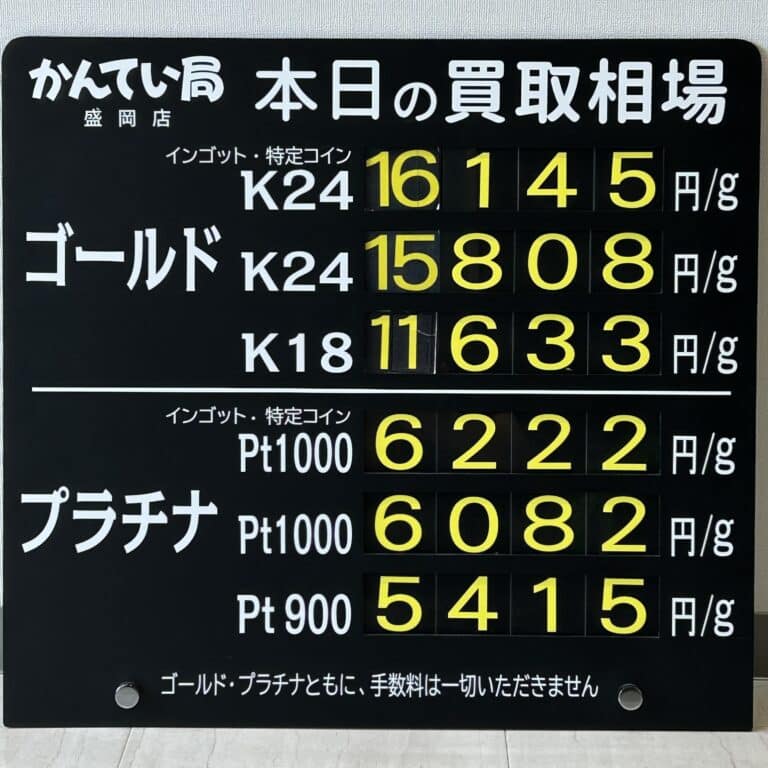 かんてい局 本日の買取相場
盛岡店
インゴット・特定コイン
K24 16145円/g
ゴールド K24 15808円/g
K18 11633円/g
インゴット・特定コイン
Pt1000 6222円/g
プラチナ Pt1000 6082円/g
Pt900 5415円/g
ゴールド・プラチナともに、手数料は一切いただきません